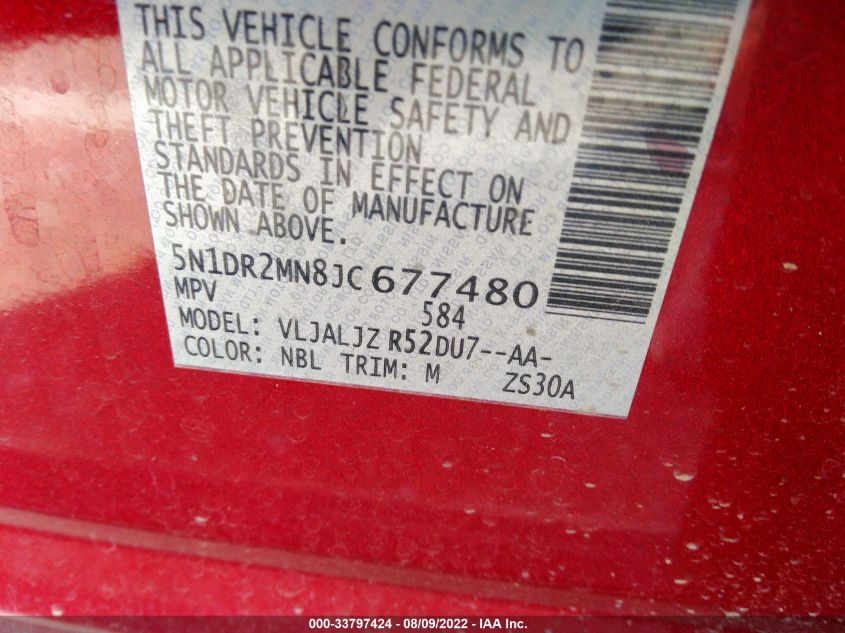 THIS VEHICLE CONFORMS TO
ALL APPLICABLE FEDERAL
MOTOR VEHICLE SAFETY AND
THEFT PREVENTION
STANDARDS IN EFFECT ON
THE DATE OF MANUFACTURE
SHOWN ABOVE.
5N1DR2MN8JC677480
MPV 584
MODEL: VLJALJZ R52DU7--AA-
COLOR: NBL TRIM: M ZS30A
000-33797424 - 08/09/2022 - IAA Inc.